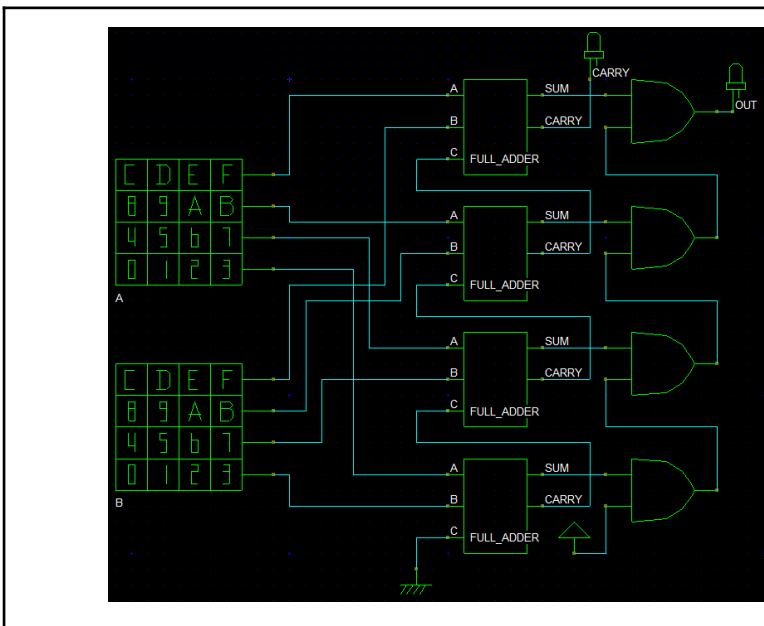 CARRY
OUT
A SUM
B CARRY
C FULL_ADDER
C D E F
8 9 A B
4 5 6 7
0 1 2 3
A
A SUM
B CARRY
C FULL_ADDER
A SUM
B CARRY
C FULL_ADDER
C D E F
8 9 A B
4 5 6 7
0 1 2 3
B
A SUM
B CARRY
C FULL_ADDER